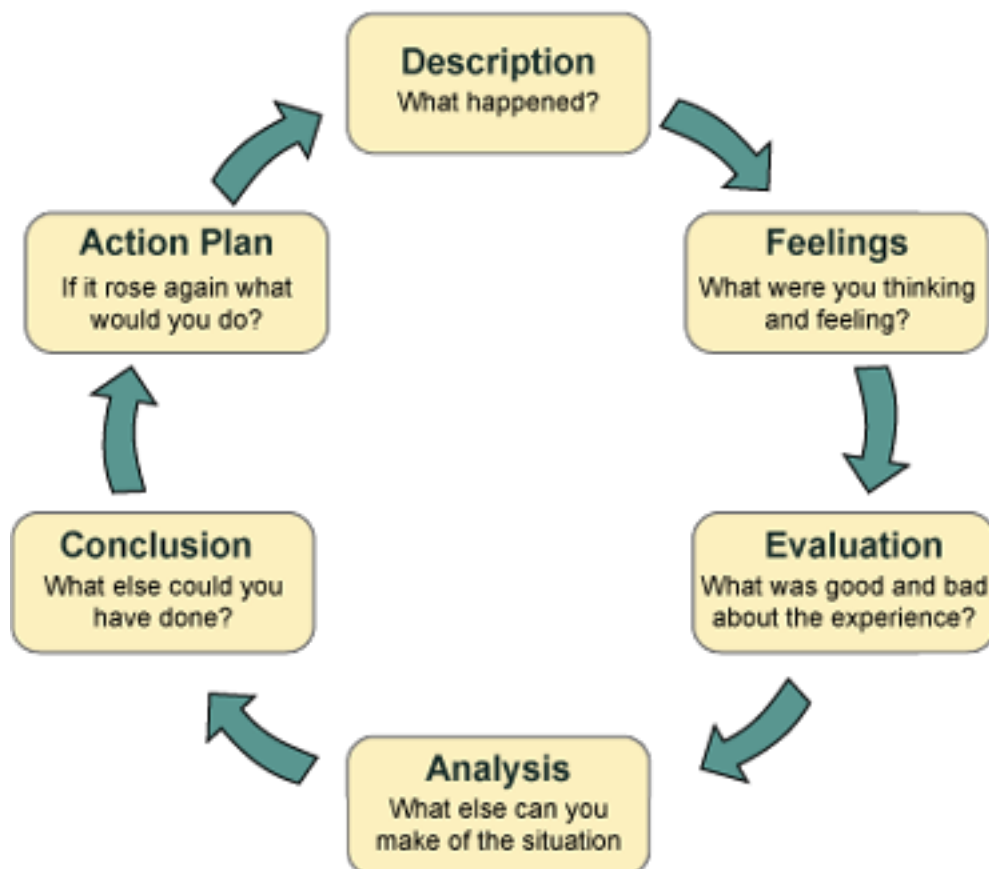 Description
What happened?
Feelings
What were you thinking
and feeling?
Evaluation
What was good and bad
about the experience?
Analysis
What else can you
make of the situation
Conclusion
What else could you
have done?
Action Plan
If it rose again what
would you do?